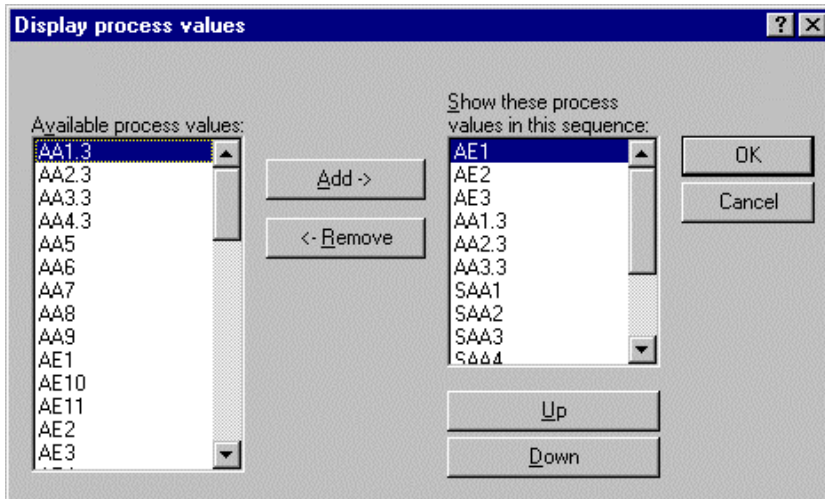 Display process values
? X
Available process values:
AA1.3
AA2.3
AA3.3
AA4.3
AA5
AA6
AA7
AA8
AA9
AE1
AE10
AE11
AE2
AE3
Add ->
<- Remove
Show these process
values in this sequence:
AE1
AE2
AE3
AA1.3
AA2.3
AA3.3
SAA1
SAA2
SAA3
SAA4
Up
Down
OK
Cancel